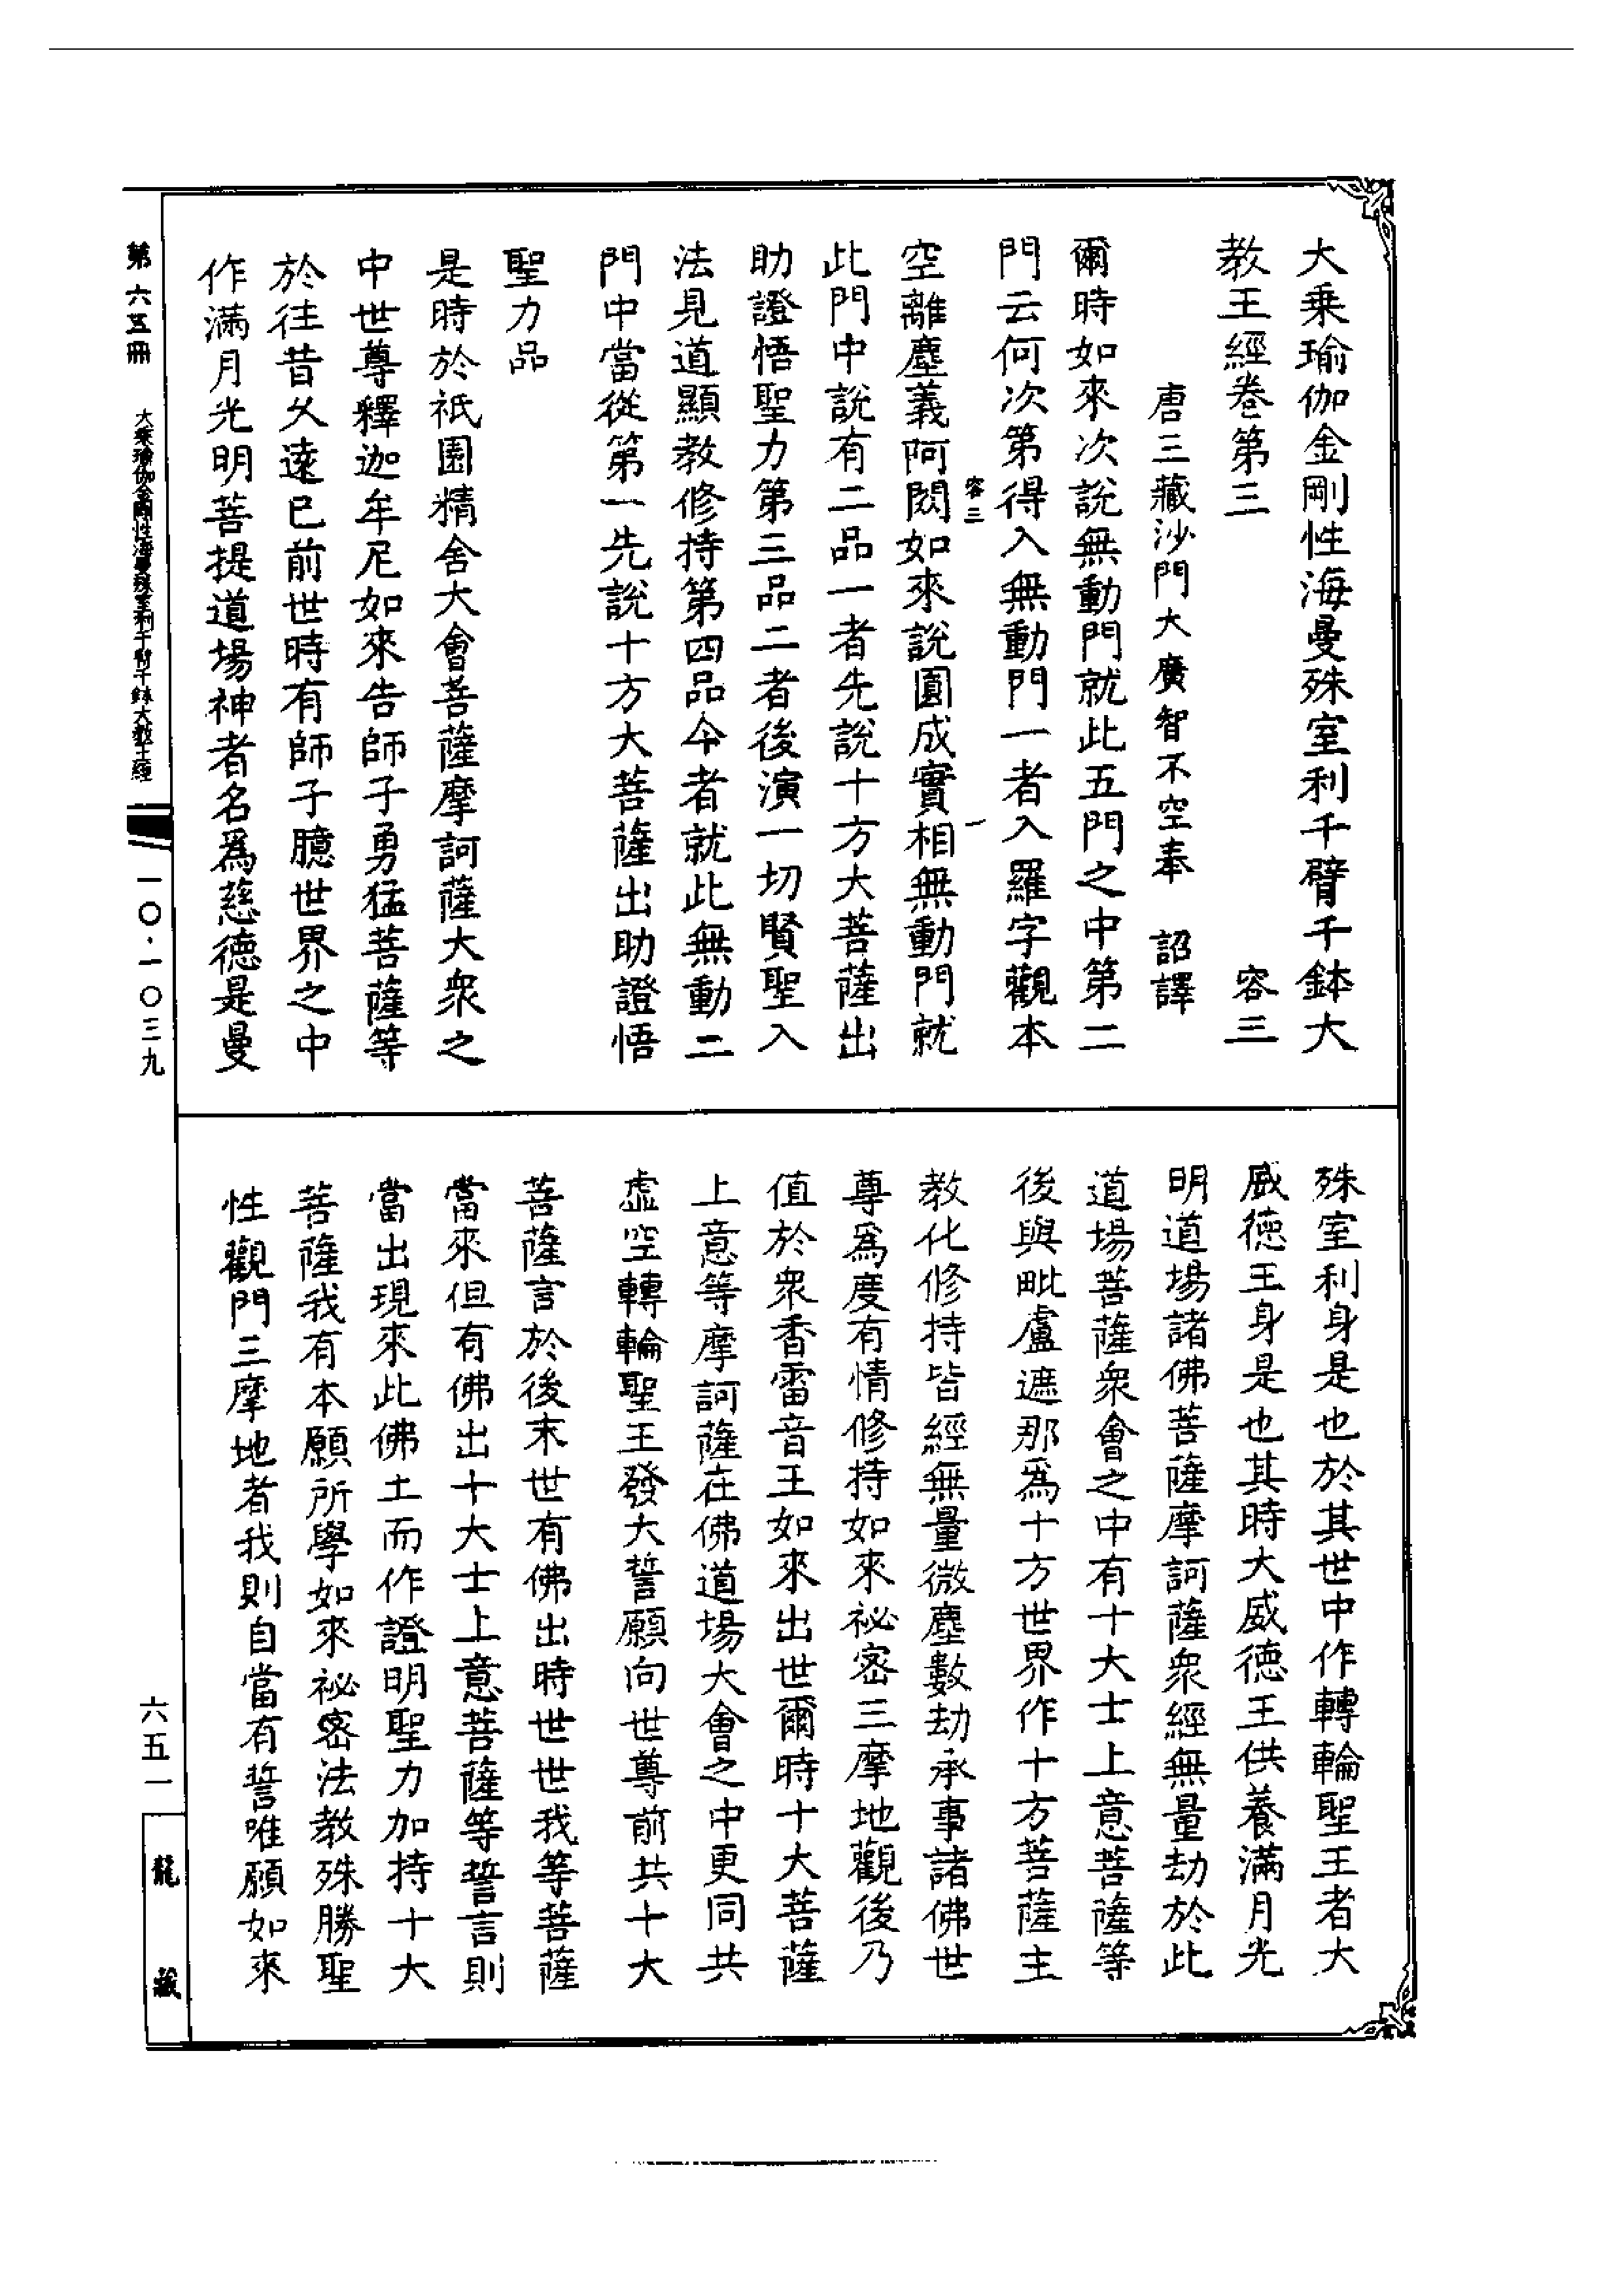 大乘瑜伽金剛性海曼殊室利千臂千鉢大
教王經卷第三　容三
唐三藏沙門大廣智不空奉　詔譯
爾時如來次說無動門就此五門之中第二
門云何次第得入無動門一者入羅字觀本
容三　一
空離塵義阿閦如來說圓成實相無動門就
此門中說有二品一者先說十方大菩薩出
助證悟聖力第三品二者後演一切賢聖入
法見道顯教修持第四品今者就此無動二
門中當從第一先說十方大菩薩出助證悟
聖力品
是時於祇園精舍大會菩薩摩訶薩大衆之
中世尊釋迦牟尼如來告師子勇猛菩薩等
於往昔久遠已前世時有師子臆世界之中
作滿月光明菩提道場神者名爲慈德是曼
殊室利身是也於其世中作轉輪聖王者大
威德王身是也其時大威德王供養滿月光
明道場諸佛菩薩摩訶薩衆經無量劫於此
道場菩薩衆會之中有十大士上意菩薩等
後與毗盧遮那爲十方世界作十方菩薩主
教化修持皆經無量微塵數劫承事諸佛世
尊爲度有情修持如來祕密三摩地觀後乃
值於衆香雷音王如來出世爾時十大菩薩
上意等摩訶薩在佛道場大會之中更同共
虛空轉輪聖王發大誓願向世尊前共十大
菩薩言於後末世有佛出時世世我等菩薩
當來但有佛出十大士上意菩薩等誓言則
當出現來此佛土而作證明聖力加持十大
菩薩我有本願所學如來祕密法教殊勝聖
性觀門三摩地者我則自當有誓唯願如來
第六五冊
大乘瑜伽金剛性海曼殊室利千臂千鉢大教王經
一〇·一〇三九
六五一
龍藏